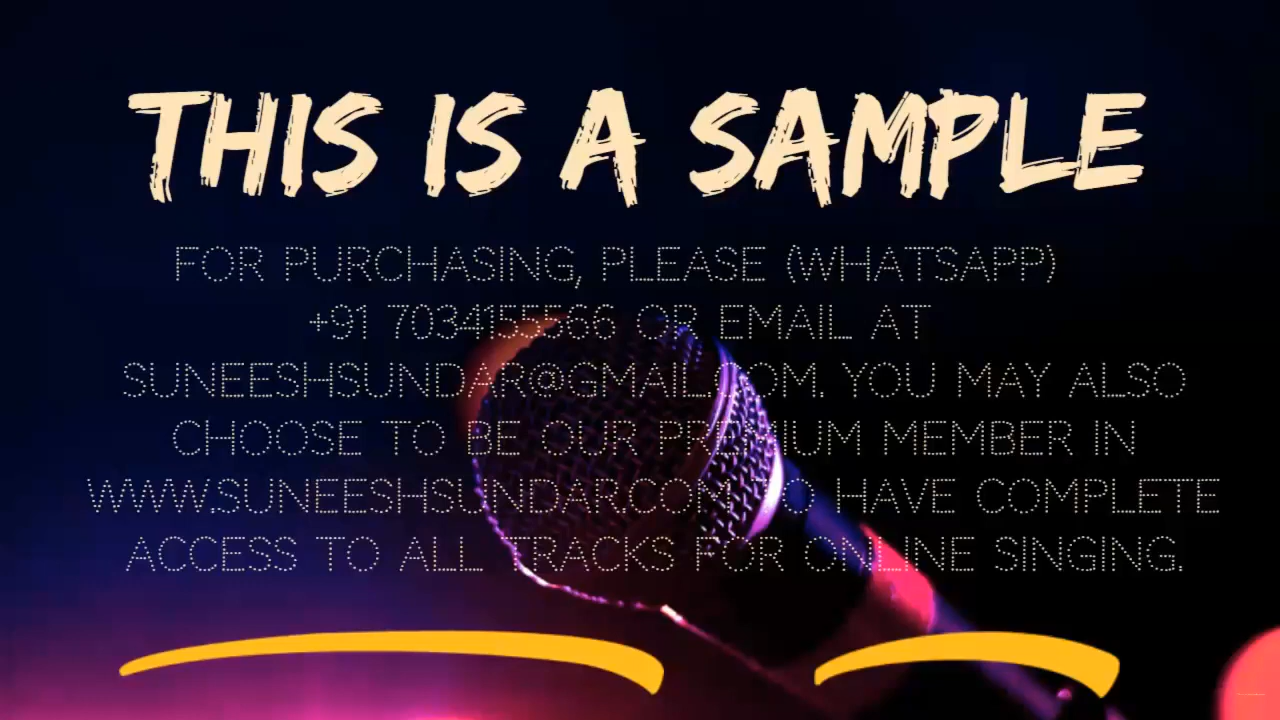 THIS IS A SAMPLE
FOR PURCHASING, PLEASE (WHATSAPP)
+91 7034155566 OR EMAIL AT
SUNEESHSUNDAR@GMAIL.COM. YOU MAY ALSO
CHOOSE TO BE OUR PREMIUM MEMBER IN
WWW.SUNEESHSUNDAR.COM TO HAVE COMPLETE
ACCESS TO ALL TRACKS FOR ONLINE SINGING.